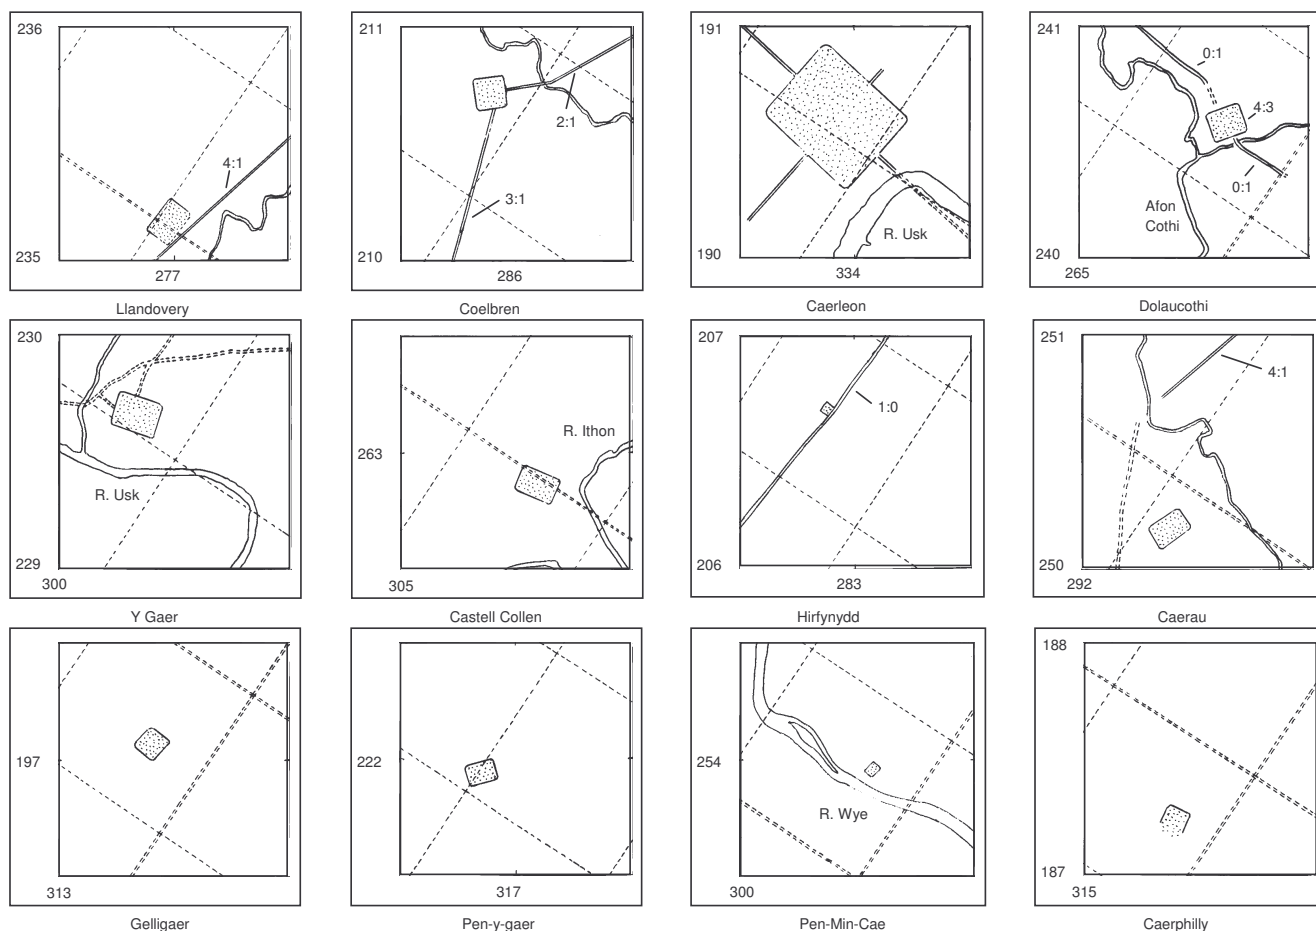 236
4:1
235
277
Llandovery
211
2:1
3:1
210
286
Coelbren
191
R. Usk
190
334
Caerleon
241
0:1
4:3
0:1
Afon
Cothi
240
265
Dolaucothi
230
R. Usk
229
300
Y Gaer
R. Ithon
263
305
Castell Collen
207
1:0
206
283
Hirfynydd
251
4:1
250
292
Caerau
197
313
Gelligaer
222
317
Pen-y-gaer
254
R. Wye
300
Pen-Min-Cae
188
187
315
Caerphilly